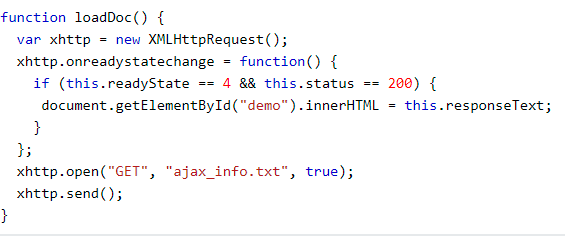 function loadDoc() {
  var xhttp = new XMLHttpRequest();
  xhttp.onreadystatechange = function() {
    if (this.readyState == 4 && this.status == 200) {
     document.getElementById("demo").innerHTML = this.responseText;
    }
  };
  xhttp.open("GET", "ajax_info.txt", true);
  xhttp.send();
}